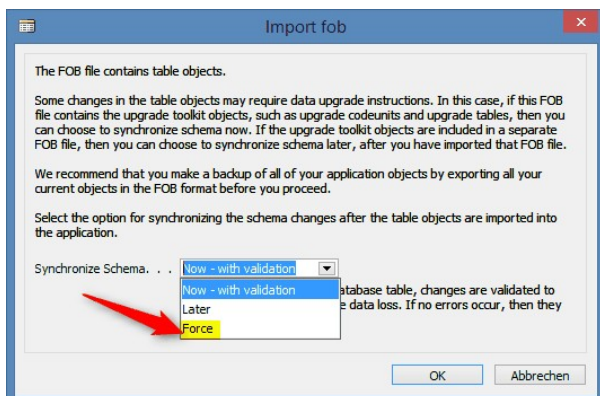 Import fob
The FOB file contains table objects.
Some changes in the table objects may require data upgrade instructions. In this case, if this FOB
file contains the upgrade toolkit objects, such as upgrade codeunits and upgrade tables, then you
can choose to synchronize schema now. If the upgrade toolkit objects are included in a separate
FOB file, then you can choose to synchronize schema later, after you have imported that FOB file.
We recommend that you make a backup of all of your application objects by exporting all your
current objects in the FOB format before you proceed.
Select the option for synchronizing the schema changes after the table objects are imported into
the application.
Synchronize Schema. . . Now - with validation
Now - with validation
atabase table, changes are validated to
Later
e data loss. If no errors occur, then they
Force
OK Abbrechen